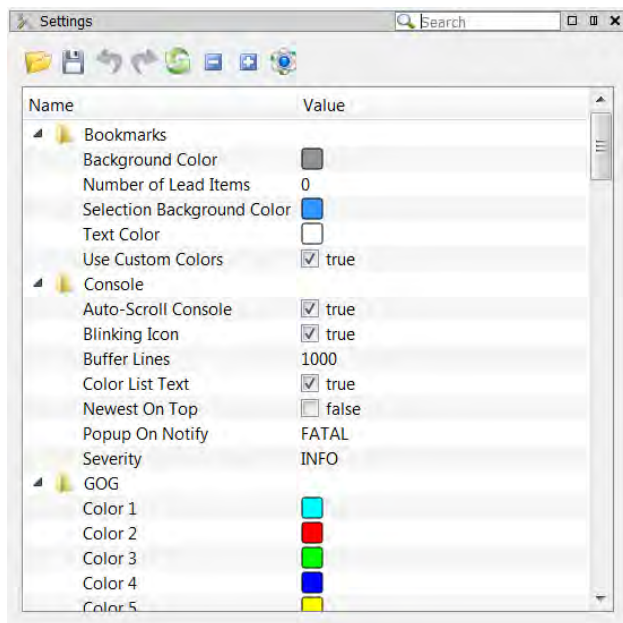 Settings Search
Name Value
Bookmarks
Background Color
Number of Lead Items 0
Selection Background Color
Text Color
Use Custom Colors true
Console
Auto-Scroll Console true
Blinking Icon true
Buffer Lines 1000
Color List Text true
Newest On Top false
Popup On Notify FATAL
Severity INFO
GOG
Color 1
Color 2
Color 3
Color 4
Color 5